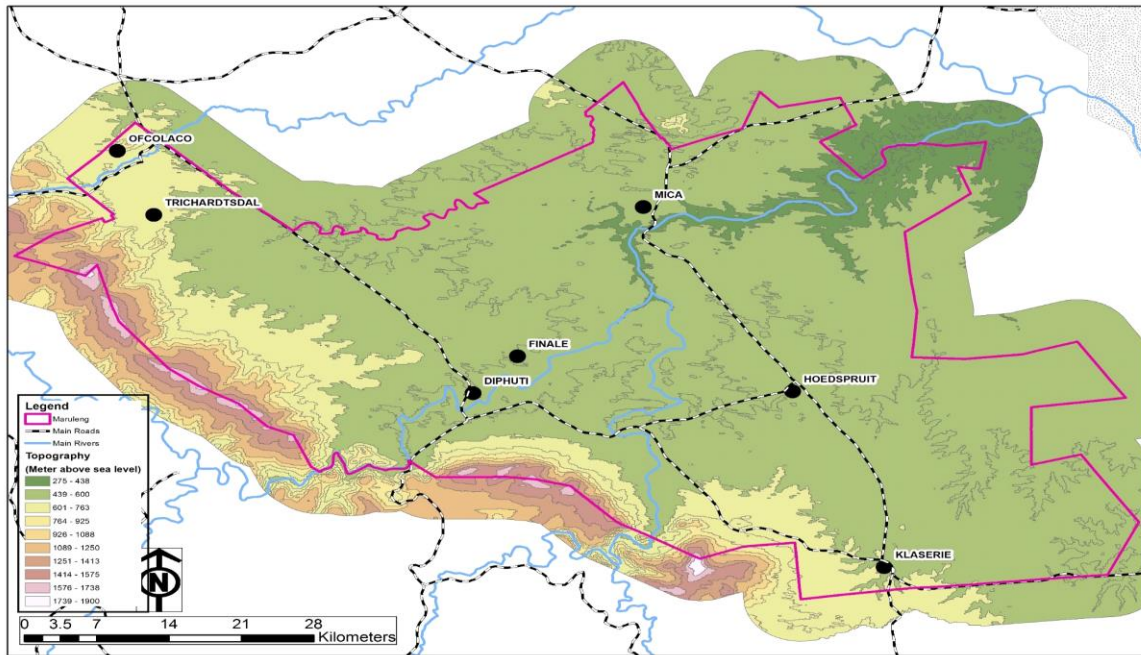 OFCOLACO
TRICHARDTSDAL
MICA
FINALE
DIPHUTI
HOEDSPRUIT
KLASERIE
Legend
Maruleng
Main Roads
Main Rivers
Topography
(Meter above sea level)
275 - 438
439 - 600
601 - 763
764 - 925
926 - 1088
1089 - 1250
1251 - 1413
1414 - 1575
1576 - 1738
1739 - 1900
N
0 3.5 7 14 21 28
Kilometers